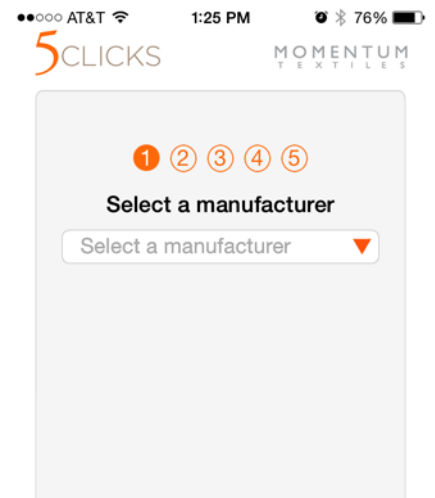 AT&T 1:25 PM 76%
5CLICKS MOMENTUM
TEXTILES
1 2 3 4 5
Select a manufacturer
Select a manufacturer